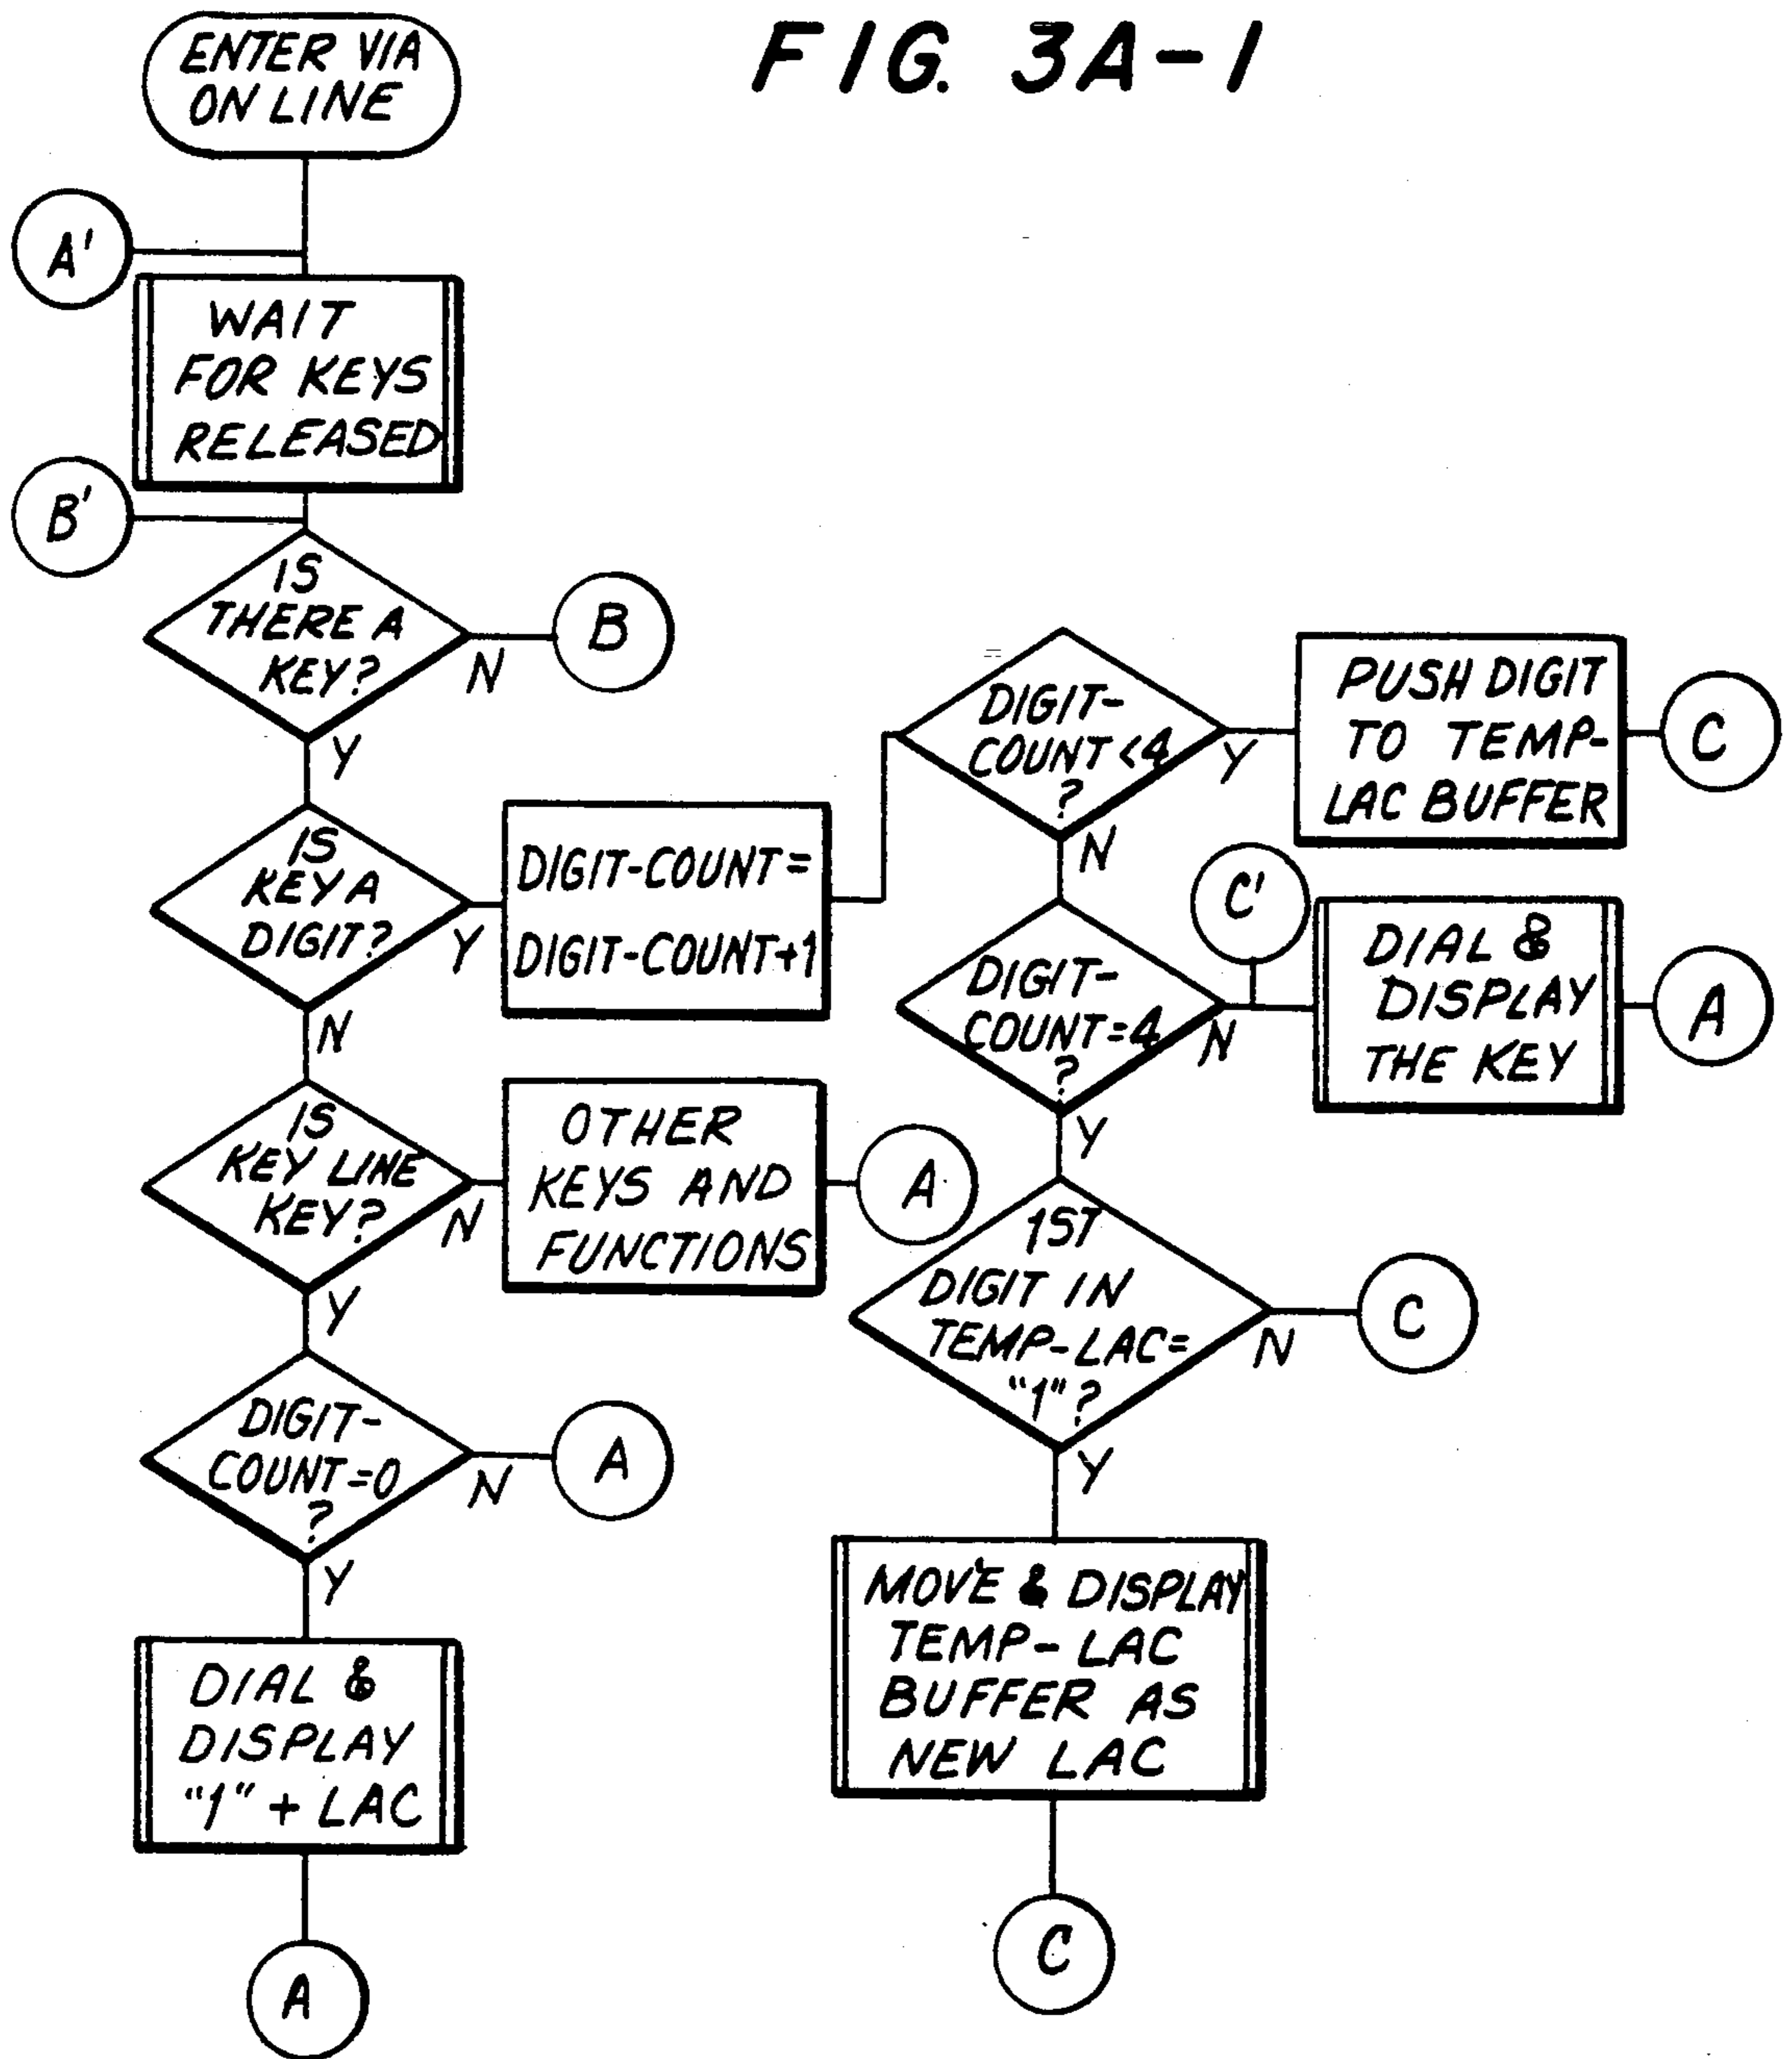 FIG. 3A-1
ENTER VIA
ON LINE
A'
WAIT
FOR KEYS
RELEASED
B'
IS
THERE A
KEY?
N
B
Y
IS
KEY A
DIGIT?
Y
N
DIGIT-COUNT=
DIGIT-COUNT+1
DIGIT-
COUNT<4
?
Y
N
PUSH DIGIT
TO TEMP-
LAC BUFFER
C
C'
DIGIT-
COUNT=4
?
N
Y
DIAL &
DISPLAY
THE KEY
A
IS
KEY LINE
KEY?
N
Y
OTHER
KEYS AND
FUNCTIONS
A
1ST
DIGIT IN
TEMP-LAC=
"1"?
N
C
Y
DIGIT-
COUNT=0
?
N
A
Y
DIAL &
DISPLAY
"1" + LAC
A
MOVE & DISPLAY
TEMP-LAC
BUFFER AS
NEW LAC
C